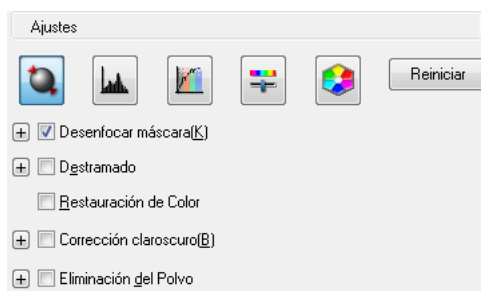 Ajustes
Reiniciar
Desenfocar máscara(K)
Destramado
Restauración de Color
Corrección claroscuro(B)
Eliminación del Polvo